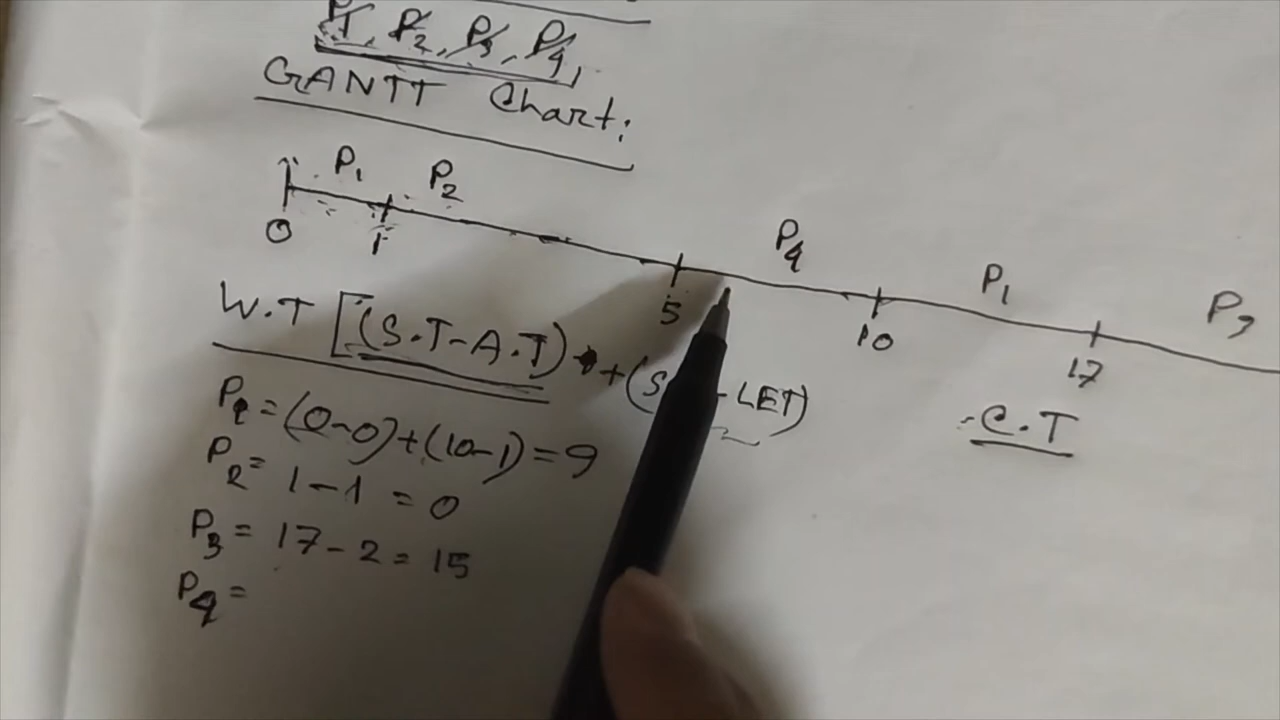 P1, P2, P3, P4,
GANTT Chart:
P1 P2 P4 P1 P3
0 1 5 10 17
W.T [(S.T-A.T) + (S - LET)
P1 = (0-0)+(10-1)=9
P2 = 1-1 = 0
P3 = 17-2 = 15
P4 =
-C.T